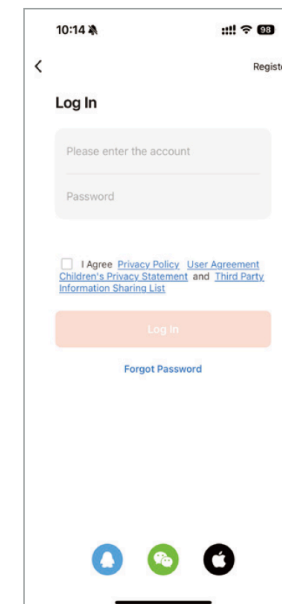 10:14
98
Registe
Log In
Please enter the account
Password
I Agree Privacy Policy User Agreement
Children's Privacy Statement and Third Party
Information Sharing List
Log In
Forgot Password